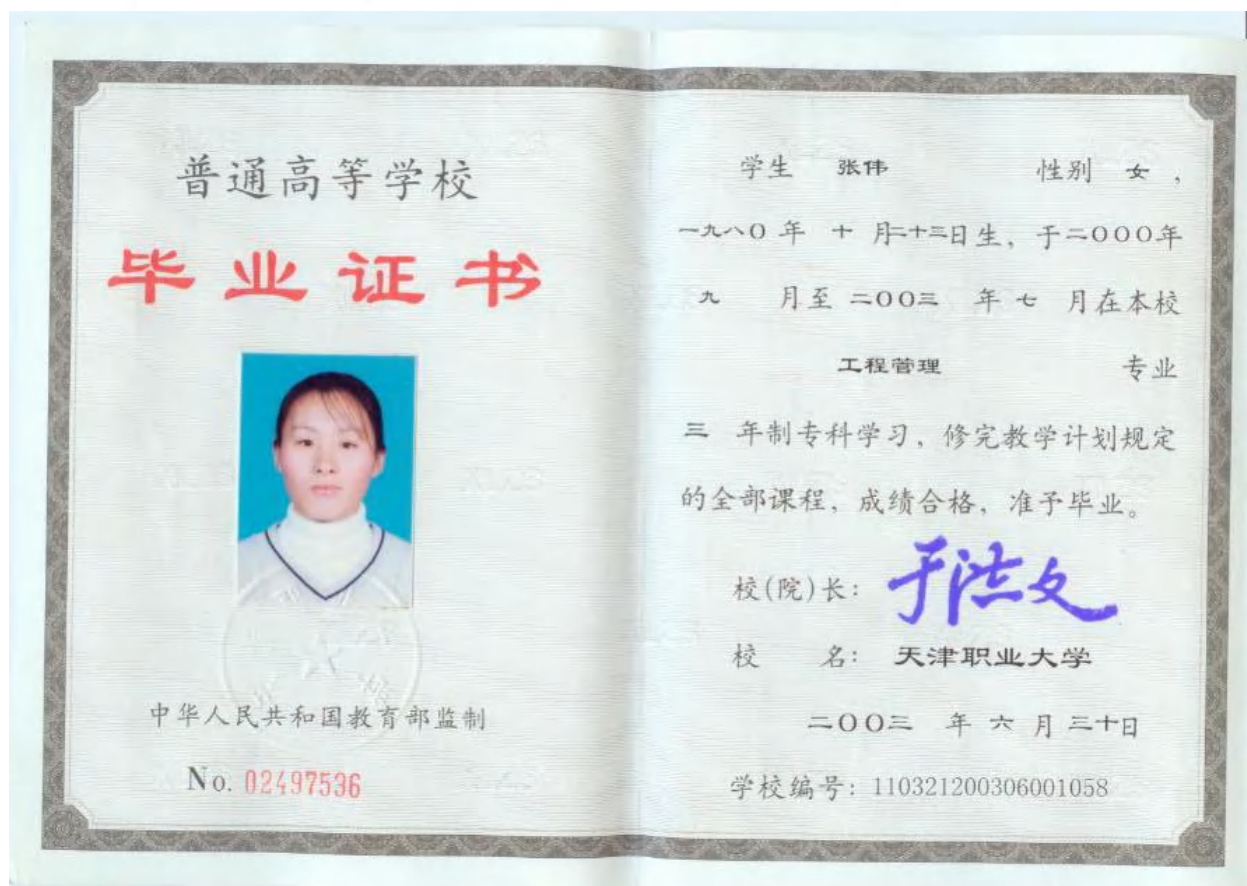 普通高等学校
毕业证书
中华人民共和国教育部监制
No. 02497536
学生 张伟 性别 女，
一九八〇年 十 月二十三日生，于二〇〇〇年
九 月至 二〇〇三 年 七 月在本校
工程管理 专业
三 年制专科学习，修完教学计划规定
的全部课程，成绩合格，准予毕业。
校(院)长：于洪文
校 名：天津职业大学
二〇〇三 年 六 月 三十日
学校编号：110321200306001058